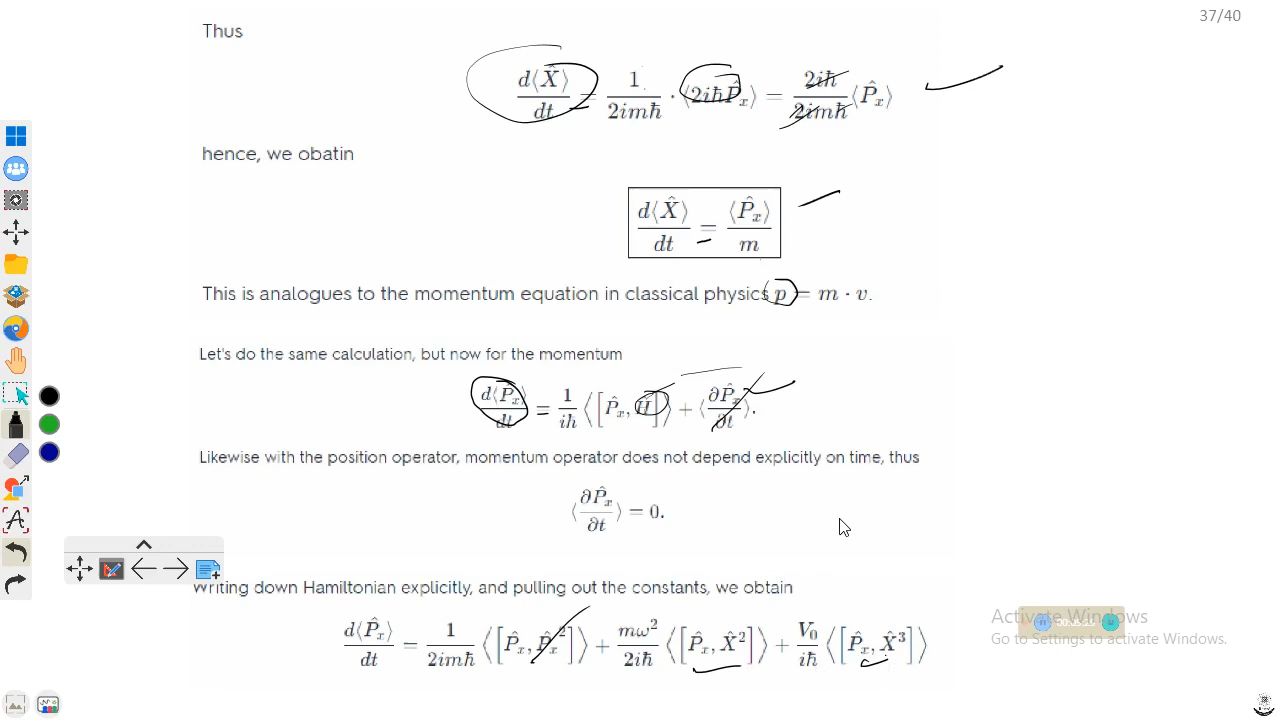 37/40
Thus
d⟨X̂⟩/dt = 1/(2imħ) · ⟨2iħP̂ₓ⟩ = 2iħ/(2imħ) ⟨P̂ₓ⟩
hence, we obatin
d⟨X̂⟩/dt = ⟨P̂ₓ⟩/m
This is analogues to the momentum equation in classical physics p = m · v.
Let's do the same calculation, but now for the momentum
d⟨P̂ₓ⟩/dt = 1/(iħ) ⟨[P̂ₓ, Ĥ]⟩ + ⟨∂P̂ₓ/∂t⟩.
Likewise with the position operator, momentum operator does not depend explicitly on time, thus
⟨∂P̂ₓ/∂t⟩ = 0.
Writing down Hamiltonian explicitly, and pulling out the constants, we obtain
d⟨P̂ₓ⟩/dt = 1/(2imħ) ⟨[P̂ₓ, P̂ₓ²]⟩ + mω²/(2iħ) ⟨[P̂ₓ, X̂²]⟩ + V₀/(iħ) ⟨[P̂ₓ, X̂³]⟩
Activate Windows
Go to Settings to activate Windows.